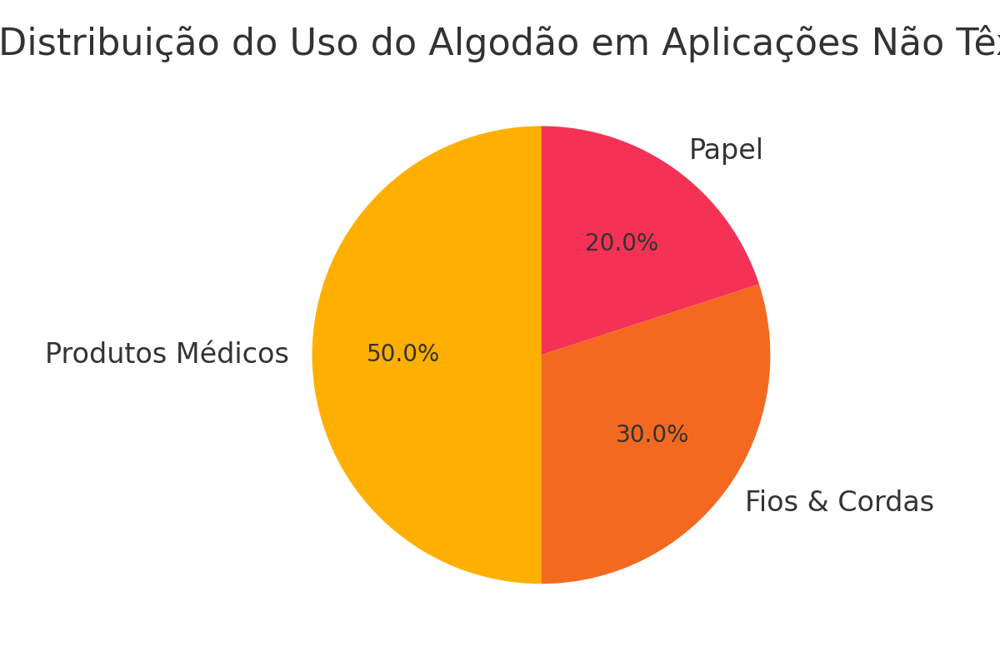 Distribuição do Uso do Algodão em Aplicações Não
Papel
20.0%
Produtos Médicos
50.0%
30.0%
Fios & Cordas